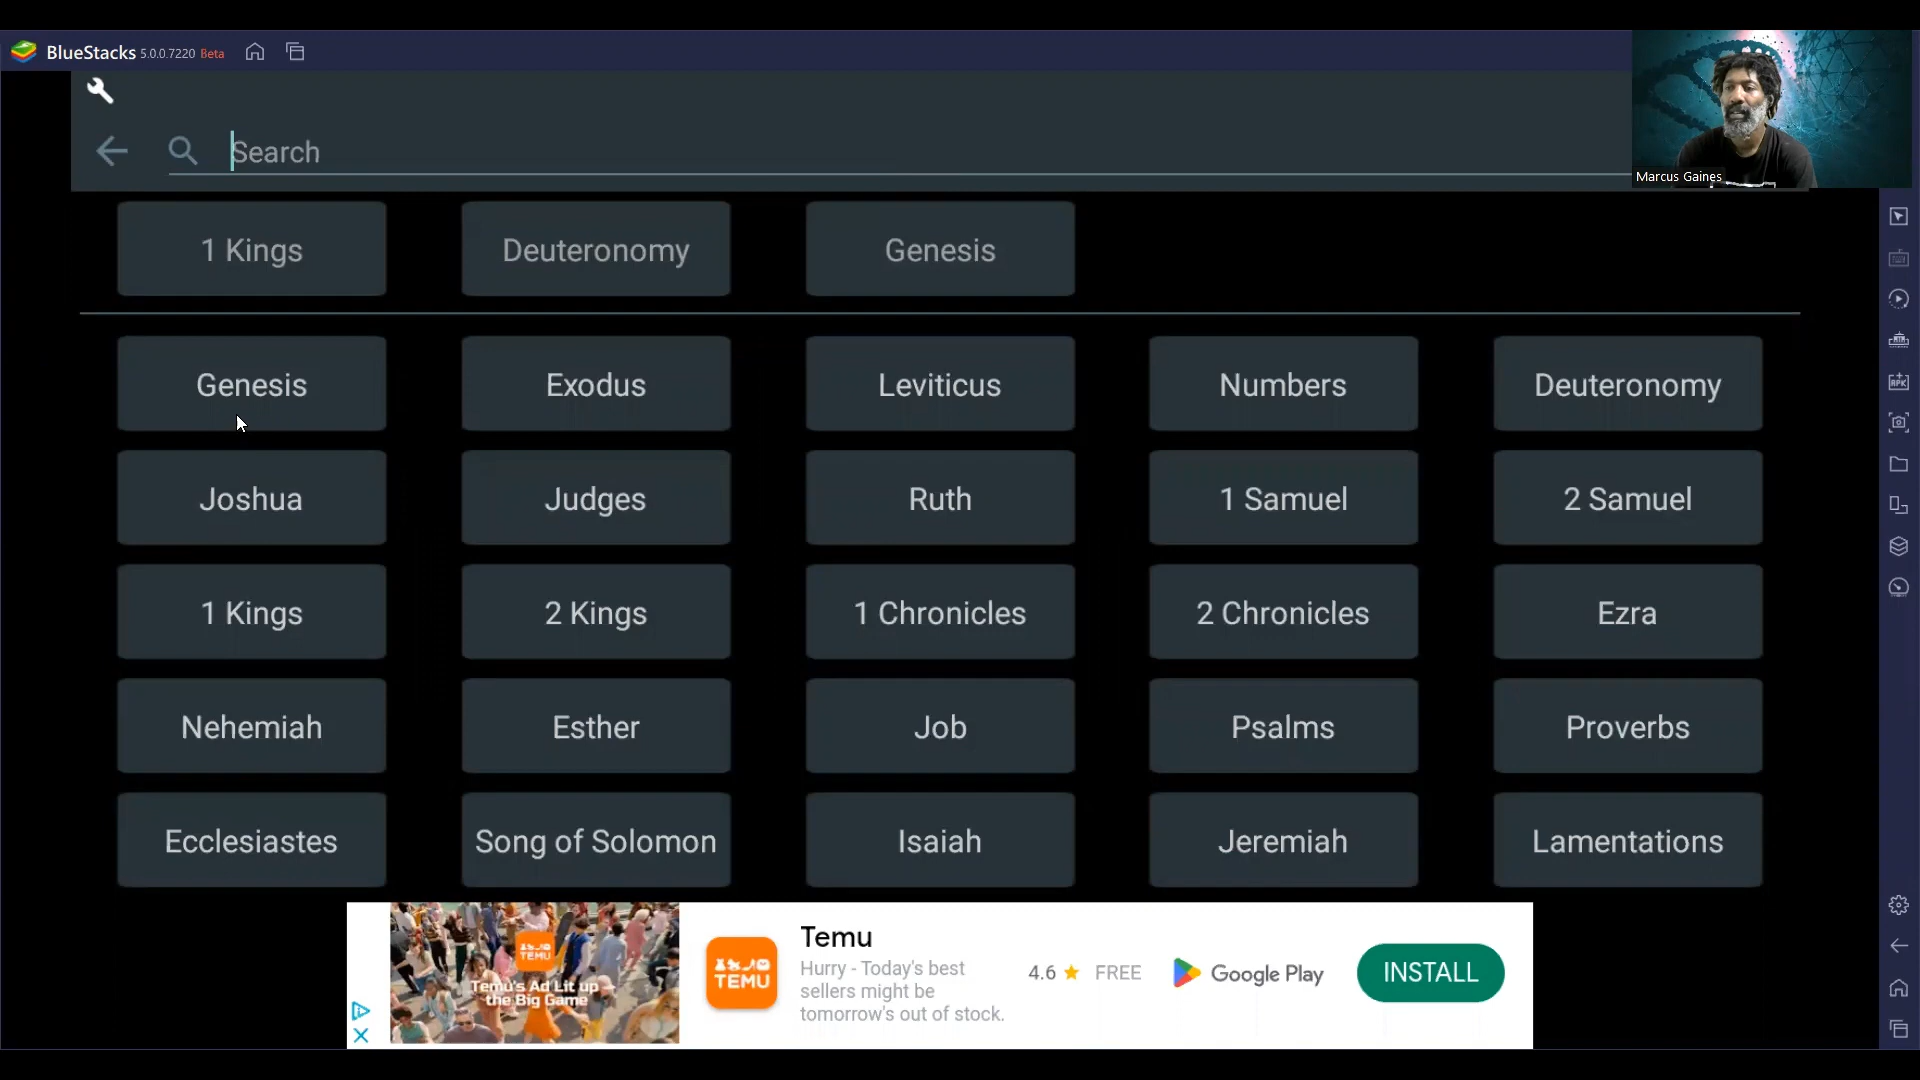 BlueStacks 5.0.0.7220 Beta
Search
Marcus Gaines
1 Kings Deuteronomy Genesis
Genesis Exodus Leviticus Numbers Deuteronomy
Joshua Judges Ruth 1 Samuel 2 Samuel
1 Kings 2 Kings 1 Chronicles 2 Chronicles Ezra
Nehemiah Esther Job Psalms Proverbs
Ecclesiastes Song of Solomon Isaiah Jeremiah Lamentations
TEMU
Temu's Ad Lit up
the Big Game
TEMU
Temu
Hurry - Today's best
sellers might be
tomorrow's out of stock.
4.6 FREE
Google Play
INSTALL